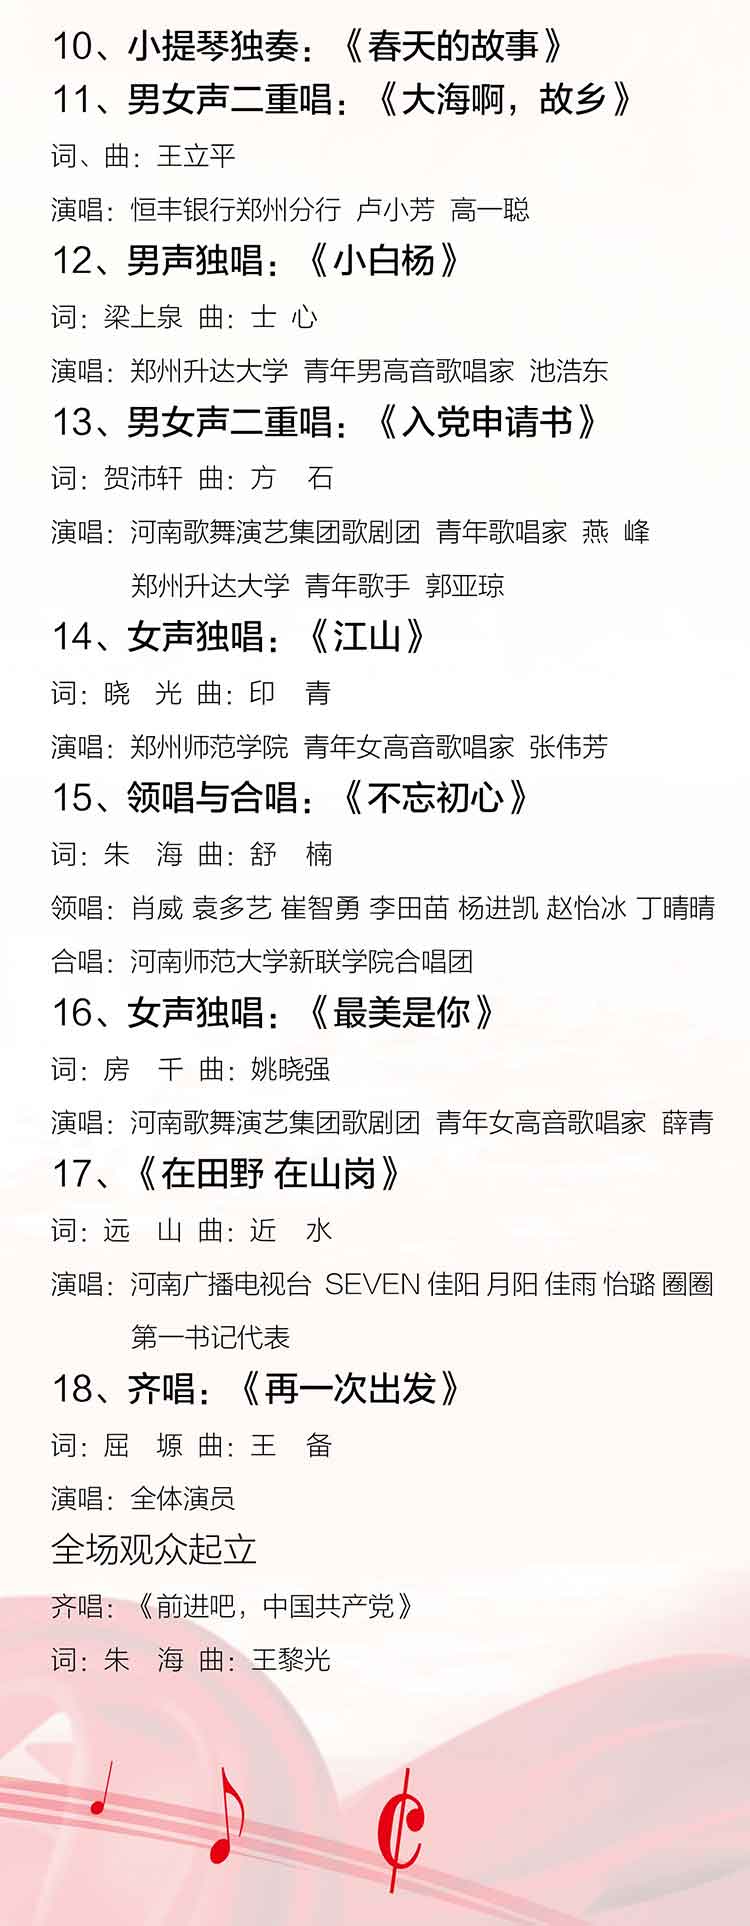 10、小提琴独奏：《春天的故事》
11、男女声二重唱：《大海啊，故乡》
词、曲：王立平
演唱：恒丰银行郑州分行 卢小芳 高一聪
12、男声独唱：《小白杨》
词：梁上泉 曲：士 心
演唱：郑州升达大学 青年男高音歌唱家 池浩东
13、男女声二重唱：《入党申请书》
词：贺沛轩 曲：方 石
演唱：河南歌舞演艺集团歌剧团 青年歌唱家 燕 峰
郑州升达大学 青年歌手 郭亚琼
14、女声独唱：《江山》
词：晓 光 曲：印 青
演唱：郑州师范学院 青年女高音歌唱家 张伟芳
15、领唱与合唱：《不忘初心》
词：朱 海 曲：舒 楠
领唱：肖威 袁多艺 崔智勇 李田苗 杨进凯 赵怡冰 丁晴晴
合唱：河南师范大学新联学院合唱团
16、女声独唱：《最美是你》
词：房 千 曲：姚晓强
演唱：河南歌舞演艺集团歌剧团 青年女高音歌唱家 薛青
17、《在田野 在山岗》
词：远 山 曲：近 水
演唱：河南广播电视台 SEVEN 佳阳 月阳 佳雨 怡璐 圈圈
第一书记代表
18、齐唱：《再一次出发》
词：屈 塬 曲：王 备
演唱：全体演员
全场观众起立
齐唱：《前进吧，中国共产党》
词：朱 海 曲：王黎光